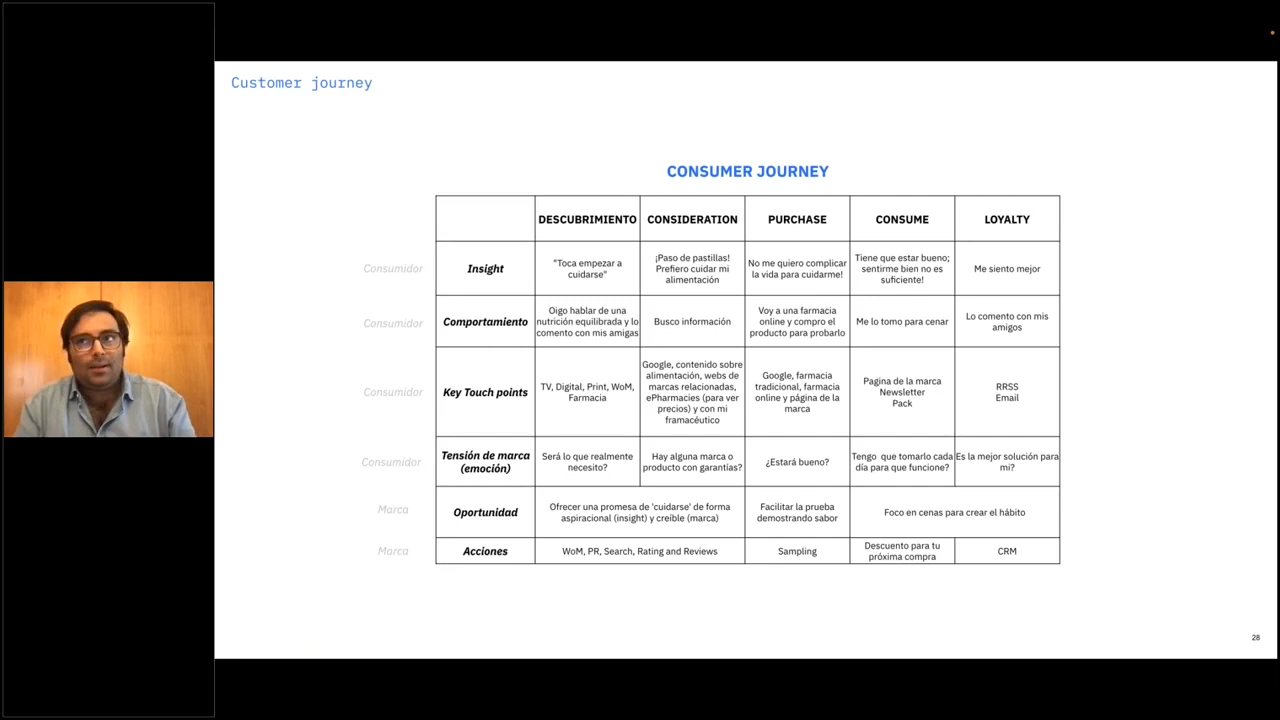 Customer journey
CONSUMER JOURNEY
DESCUBRIMIENTO CONSIDERATION PURCHASE CONSUME LOYALTY
Consumidor
Insight
"Toca empezar a
cuidarse"
¡Paso de pastillas!
Prefiero cuidar mi
alimentación
No me quiero complicar
la vida para cuidarme!
Tiene que estar bueno;
sentirme bien no es
suficiente!
Me siento mejor
Consumidor
Comportamiento
Oigo hablar de una
nutrición equilibrada y lo
comento con mis amigas
Busco información
Voy a una farmacia
online y compro el
producto para probarlo
Me lo tomo para cenar
Lo comento con mis
amigos
Consumidor
Key Touch points
TV, Digital, Print, WoM,
Farmacia
Google, contenido sobre
alimentación, webs de
marcas relacionadas,
ePharmacies (para ver
precios) y con mi
framacéutico
Google, farmacia
tradicional, farmacia
online y página de la
marca
Pagina de la marca
Newsletter
Pack
RRSS
Email
Consumidor
Tensión de marca
(emoción)
Será lo que realmente
necesito?
Hay alguna marca o
producto con garantías?
¿Estará bueno?
Tengo que tomarlo cada
día para que funcione?
Es la mejor solución para
mi?
Marca
Oportunidad
Ofrecer una promesa de 'cuidarse' de forma
aspiracional (insight) y creíble (marca)
Facilitar la prueba
demostrando sabor
Foco en cenas para crear el hábito
Marca
Acciones
WoM, PR, Search, Rating and Reviews
Sampling
Descuento para tu
próxima compra
CRM
28